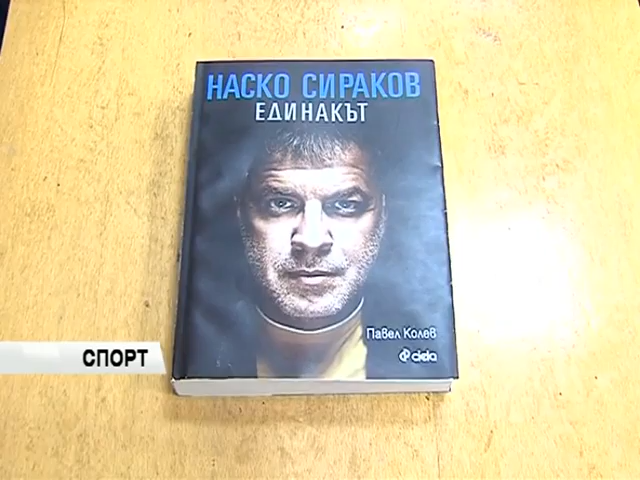 НАСКО СИРАКОВ
ЕДИНАКЪТ
Павел Колев
ciela
СПОРТ